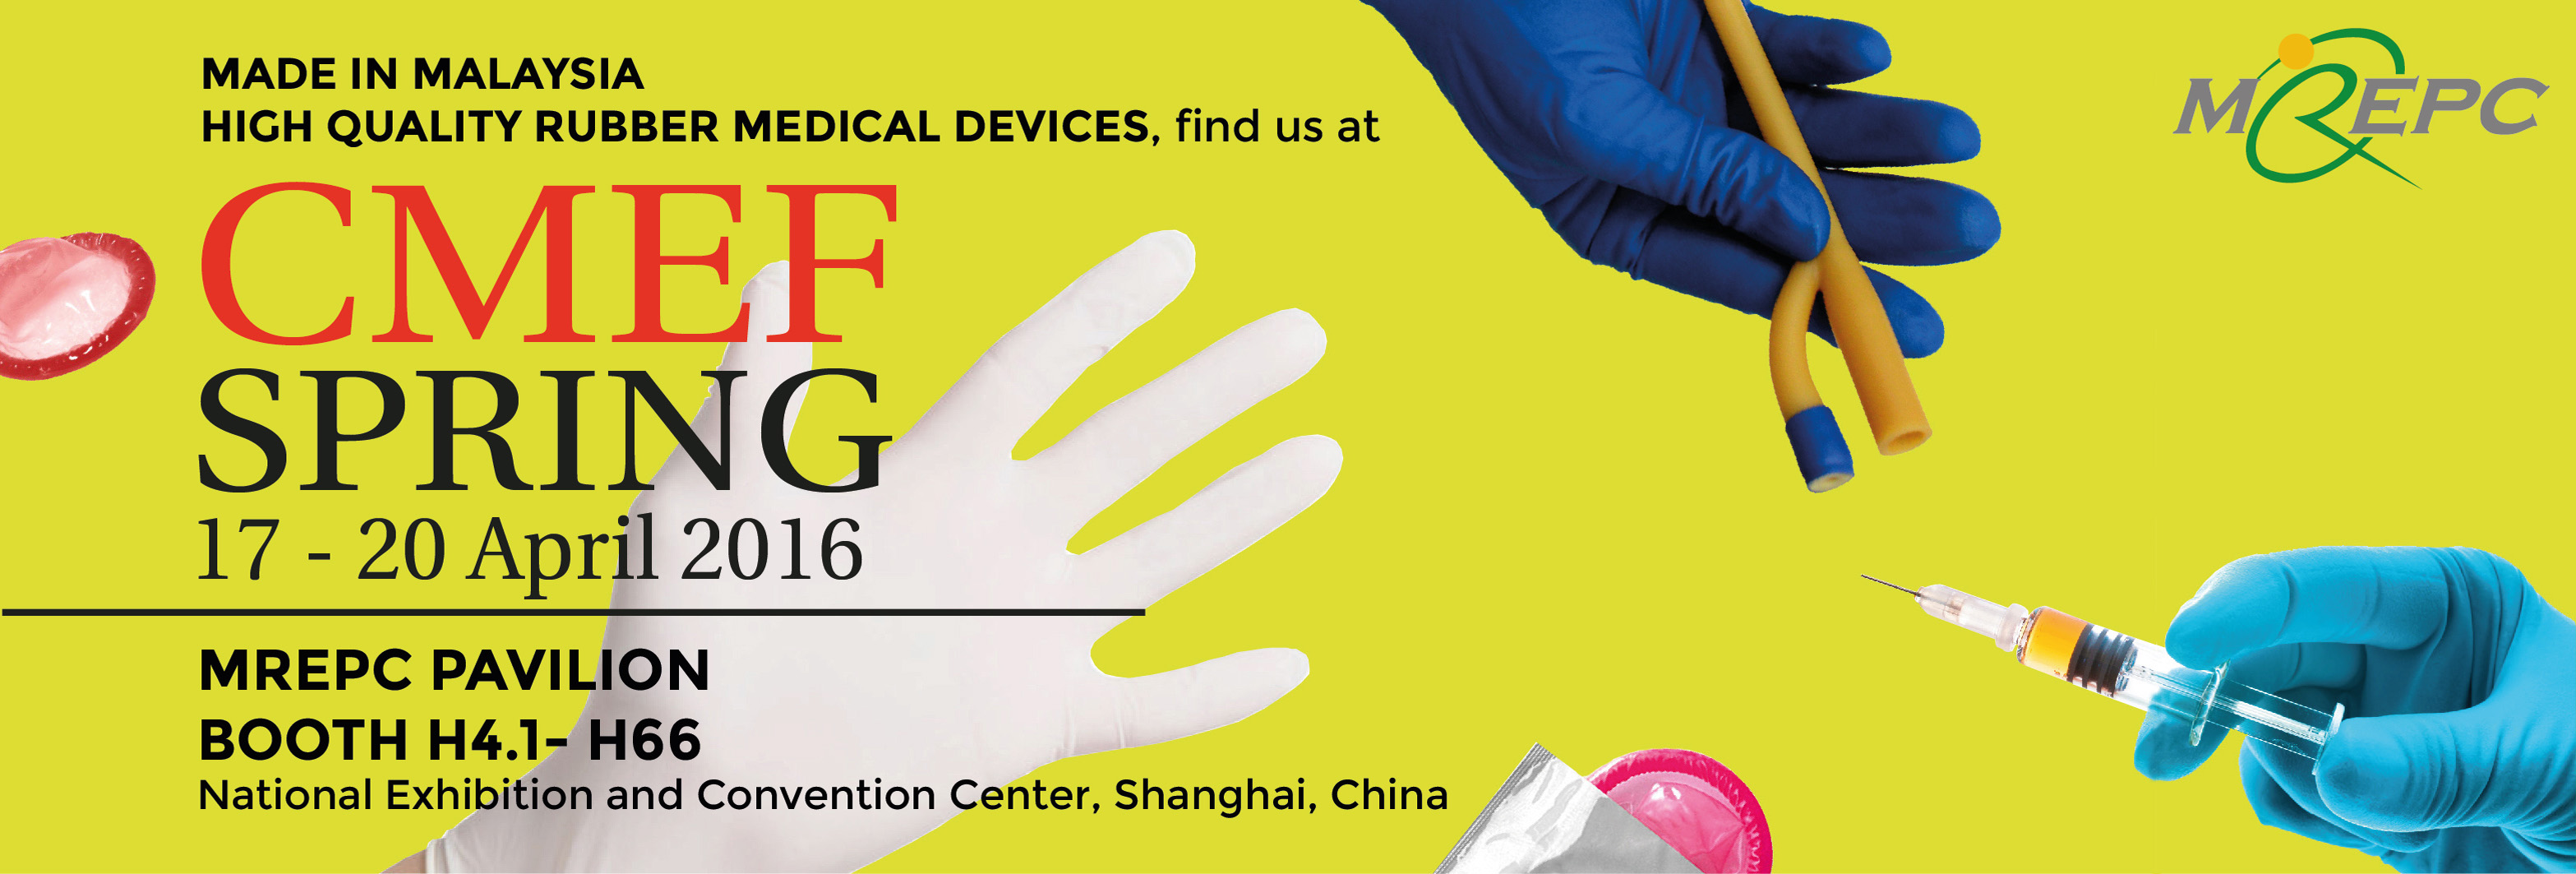 MADE IN MALAYSIA
HIGH QUALITY RUBBER MEDICAL DEVICES, find us at
MREPC
CMEF
SPRING
17 - 20 April 2016
MREPC PAVILION
BOOTH H4.1- H66
National Exhibition and Convention Center, Shanghai, China